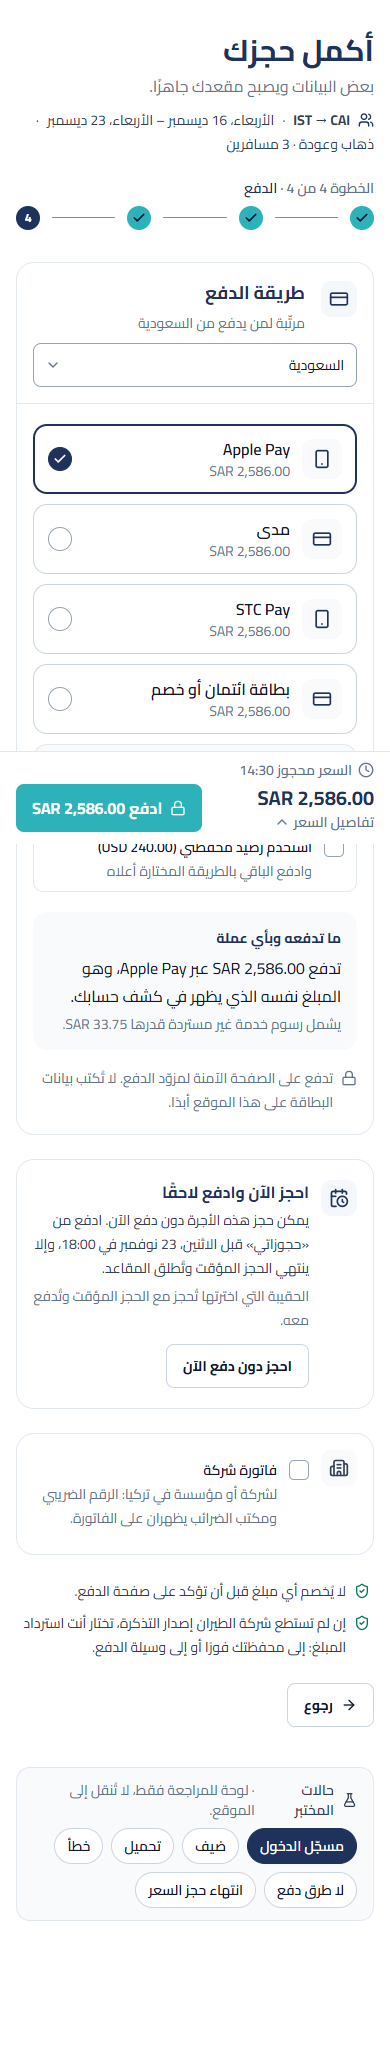 أكمل حجزك
بعض البيانات ويصبح مقعدك جاهزًا.
IST → CAI · الأربعاء، 16 ديسمبر – الأربعاء، 23 ديسمبر ·
ذهاب وعودة · 3 مسافرين
الخطوة 4 من 4 · الدفع
4
طريقة الدفع
مرتّبة لمن يدفع من السعودية
السعودية
Apple Pay
SAR 2,586.00
مدى
SAR 2,586.00
STC Pay
SAR 2,586.00
بطاقة ائتمان أو خصم
SAR 2,586.00
السعر محجوز 14:30
SAR 2,586.00
تفاصيل السعر
ادفع SAR 2,586.00
استخدم رصيد محفظتي (USD 240.00)
وادفع الباقي بالطريقة المختارة أعلاه
ما تدفعه وبأي عملة
تدفع SAR 2,586.00 عبر Apple Pay، وهو
المبلغ نفسه الذي يظهر في كشف حسابك.
يشمل رسوم خدمة غير مستردة قدرها SAR 33.75.
تدفع على الصفحة الآمنة لمزوّد الدفع. لا تُكتب بيانات
البطاقة على هذا الموقع أبدًا.
احجز الآن وادفع لاحقًا
يمكن حجز هذه الأجرة دون دفع الآن. ادفع من
«حجوزاتي» قبل الاثنين، 23 نوفمبر في 18:00، وإلا
ينتهي الحجز المؤقت وتُطلق المقاعد.
الحقيبة التي اخترتها تُحجز مع الحجز المؤقت وتُدفع
معه.
احجز دون دفع الآن
فاتورة شركة
لشركة أو مؤسسة في تركيا: الرقم الضريبي
ومكتب الضرائب يظهران على الفاتورة.
لا يُخصم أي مبلغ قبل أن تؤكد على صفحة الدفع.
إن لم تستطع شركة الطيران إصدار التذكرة، تختار أنت استرداد
المبلغ: إلى محفظتك فورًا أو إلى وسيلة الدفع.
رجوع
حالات المختبر
· لوحة للمراجعة فقط، لا تُنقل إلى الموقع.
مسجّل الدخول
ضيف
تحميل
خطأ
لا طرق دفع
انتهاء حجز السعر